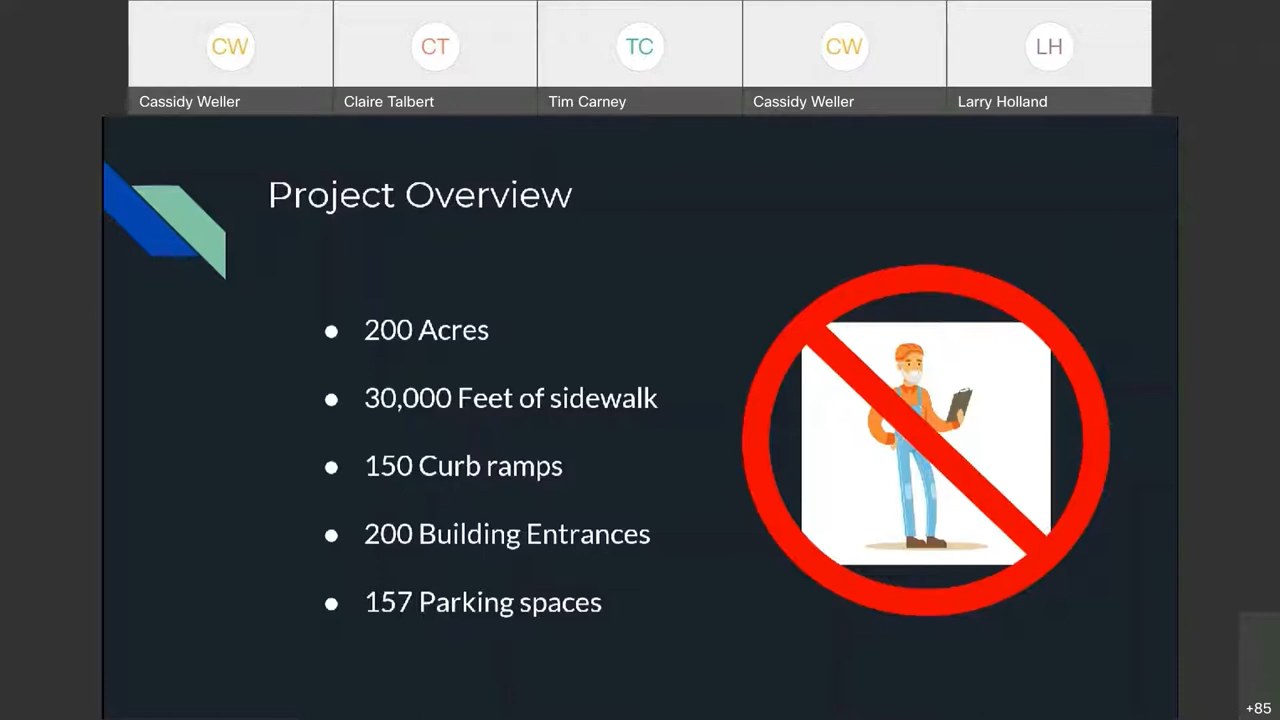 CW
CT
TC
CW
LH
Cassidy Weller
Claire Talbert
Tim Carney
Cassidy Weller
Larry Holland
Project Overview
● 200 Acres
● 30,000 Feet of sidewalk
● 150 Curb ramps
● 200 Building Entrances
● 157 Parking spaces
+85